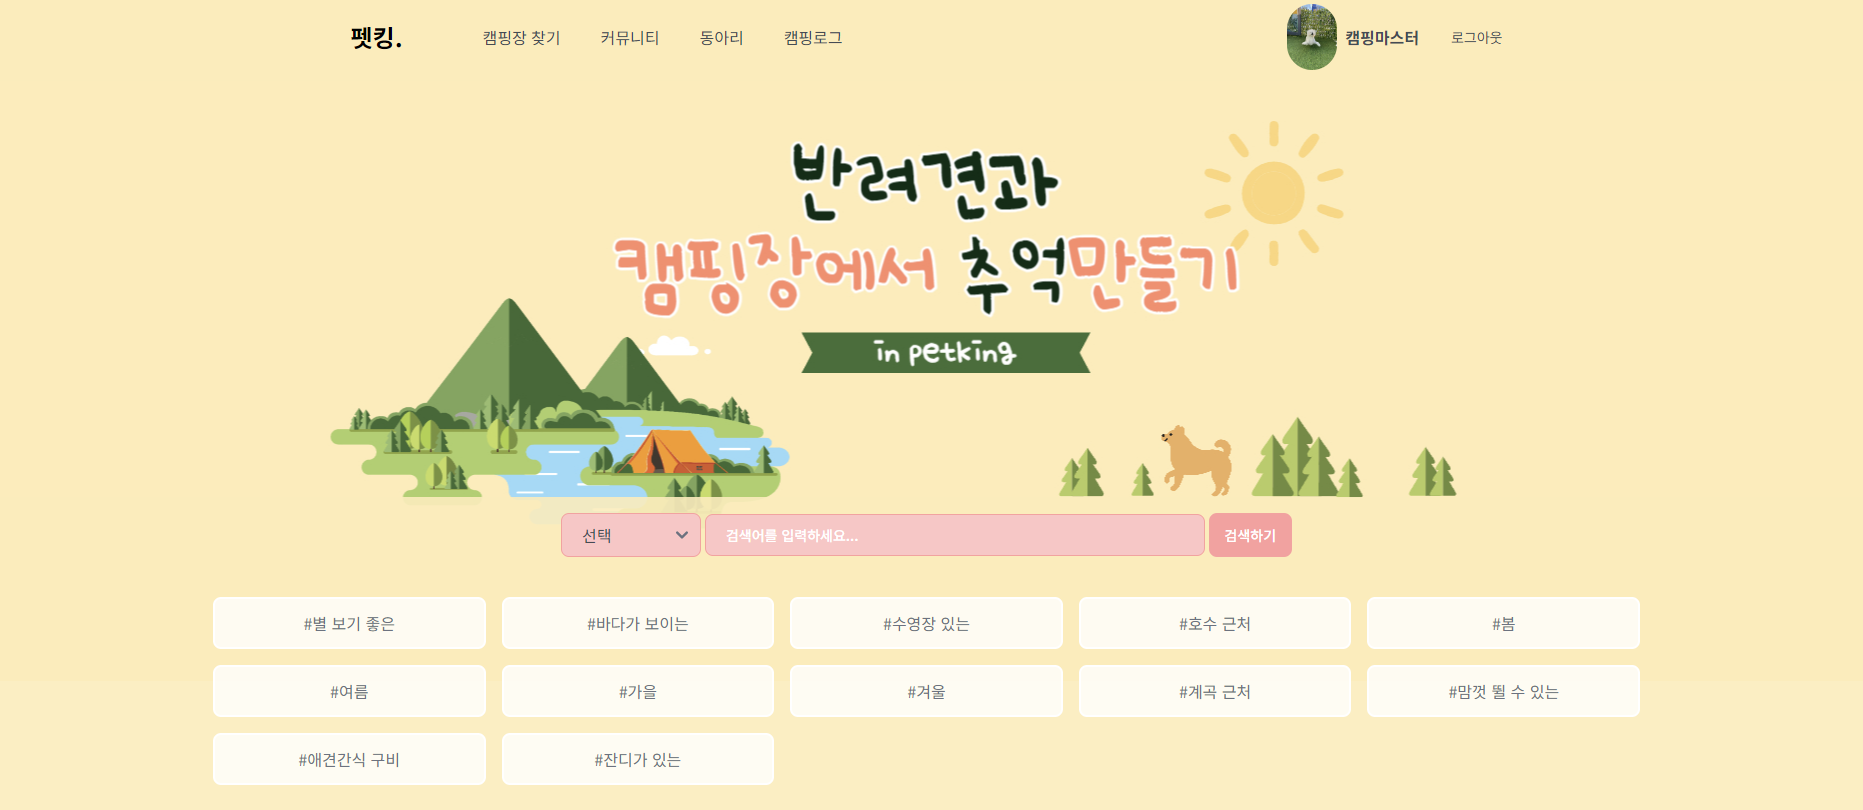 펫킹.
캠핑장 찾기
커뮤니티
동아리
캠핑로그
캠핑마스터
로그아웃
반려견과
캠핑장에서 추억만들기
in petking
선택
검색어를 입력하세요...
검색하기
#별 보기 좋은
#바다가 보이는
#수영장 있는
#호수 근처
#봄
#여름
#가을
#겨울
#계곡 근처
#맘껏 뛸 수 있는
#애견간식 구비
#잔디가 있는